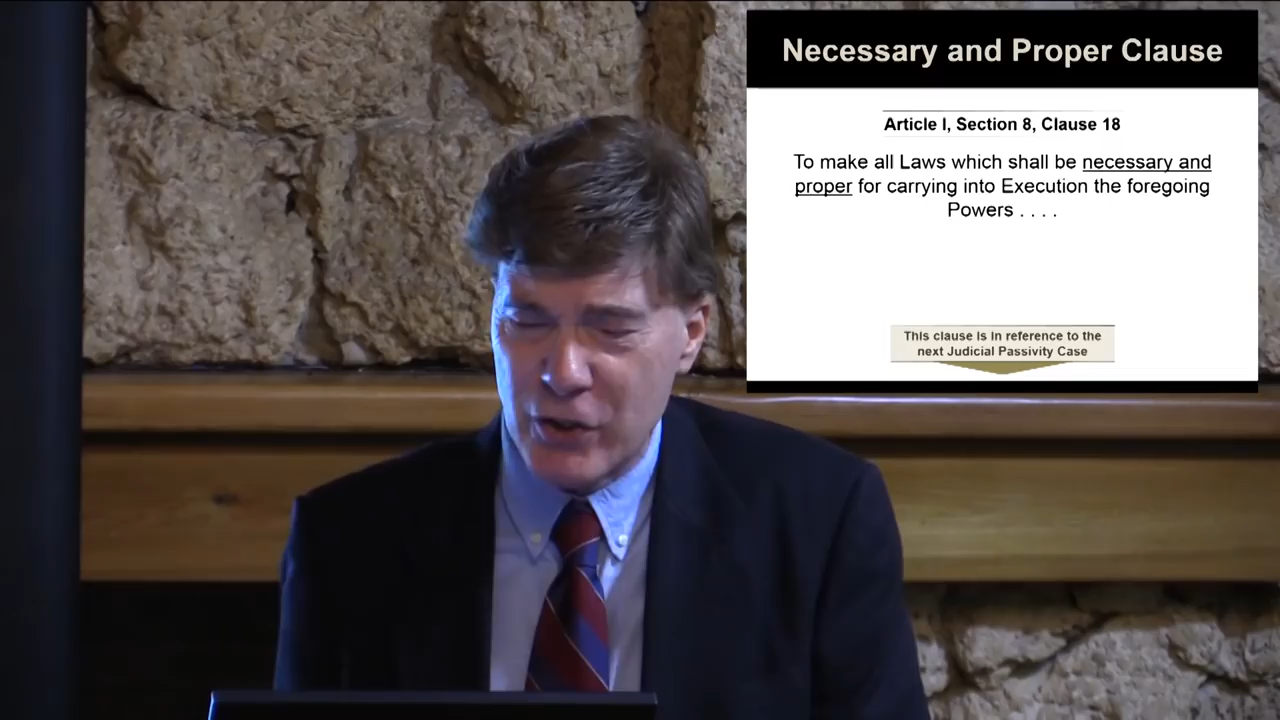 Necessary and Proper Clause
Article I, Section 8, Clause 18
To make all Laws which shall be necessary and
proper for carrying into Execution the foregoing
Powers . . . .
This clause is in reference to the
next Judicial Passivity Case